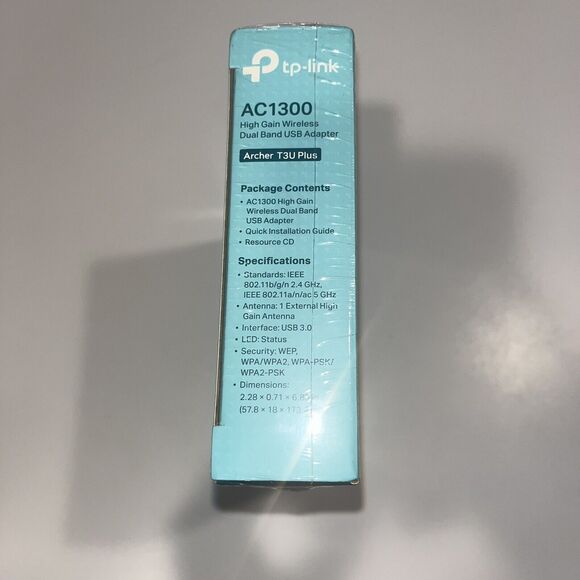 tp-link
AC1300
High Gain Wireless
Dual Band USB Adapter
Archer T3U Plus
Package Contents
• AC1300 High Gain
Wireless Dual Band
USB Adapter
• Quick Installation Guide
• Resource CD
Specifications
• Standards: IEEE
802.11b/g/n 2.4 GHz,
IEEE 802.11a/n/ac 5 GHz
• Antenna: 1 External High
Gain Antenna
• Interface: USB 3.0
• LED: Status
• Security: WEP,
WPA/WPA2, WPA-PSK/
WPA2-PSK
• Dimensions:
2.28 × 0.71 ×
(57.8 × 18 ×